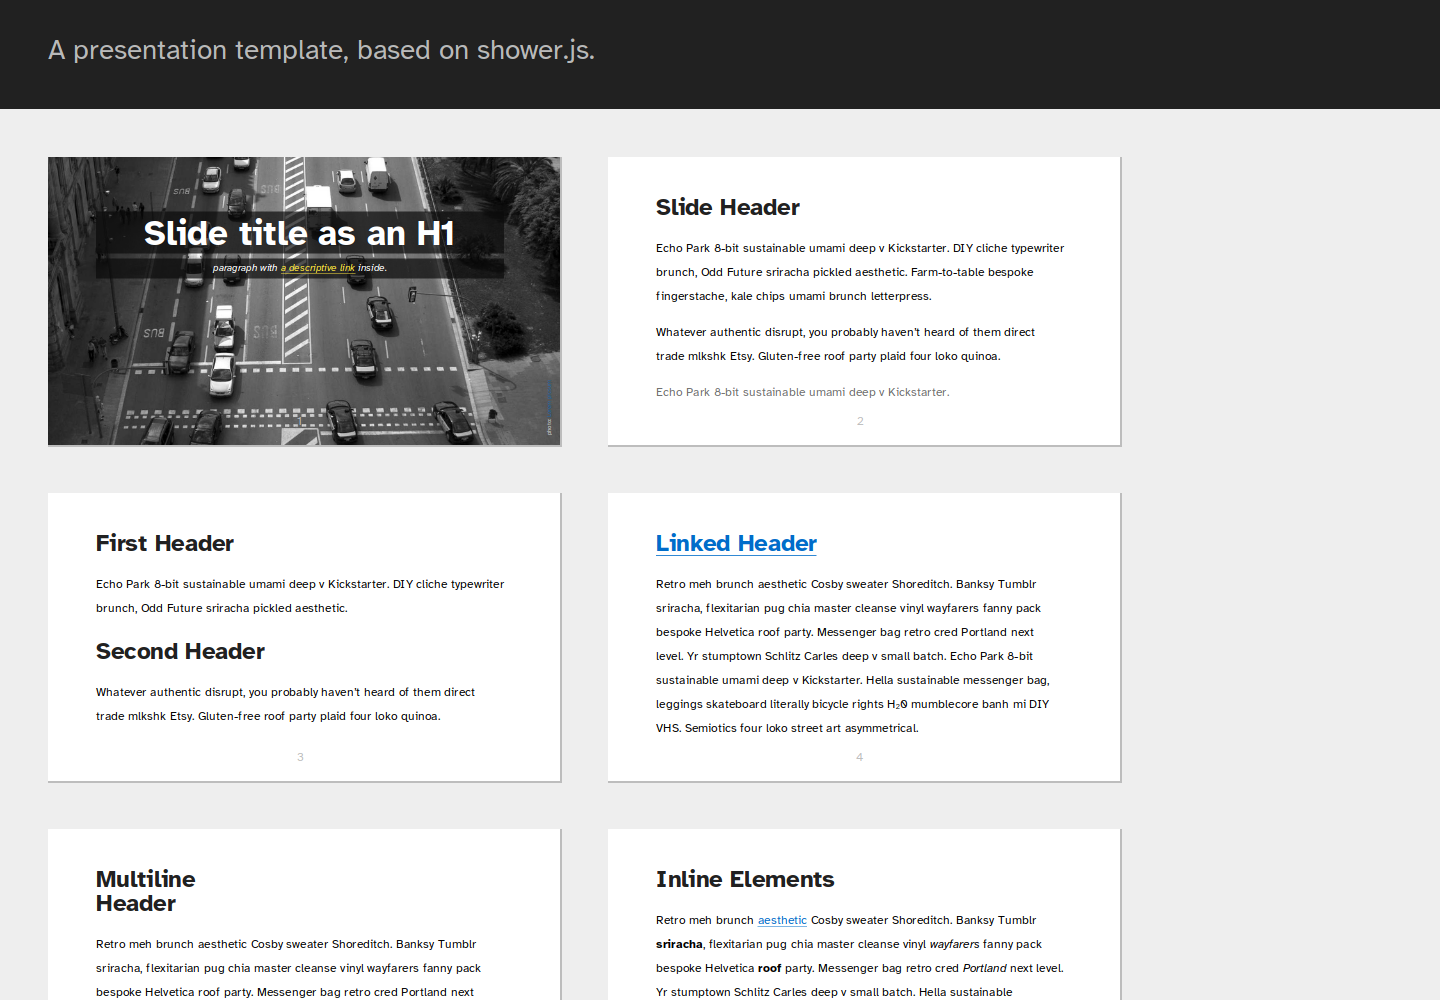 A presentation template, based on shower.js.
BUS
BUS
Slide title as an H1
paragraph with a descriptive link inside.
BUS
BUS
photo:
1
Slide Header
Echo Park 8-bit sustainable umami deep v Kickstarter. DIY cliche typewriter
brunch, Odd Future sriracha pickled aesthetic. Farm-to-table bespoke
fingerstache, kale chips umami brunch letterpress.
Whatever authentic disrupt, you probably haven't heard of them direct
trade mlkshk Etsy. Gluten-free roof party plaid four loko quinoa.
Echo Park 8-bit sustainable umami deep v Kickstarter.
2
First Header
Echo Park 8-bit sustainable umami deep v Kickstarter. DIY cliche typewriter
brunch, Odd Future sriracha pickled aesthetic.
Second Header
Whatever authentic disrupt, you probably haven't heard of them direct
trade mlkshk Etsy. Gluten-free roof party plaid four loko quinoa.
3
Linked Header
Retro meh brunch aesthetic Cosby sweater Shoreditch. Banksy Tumblr
sriracha, flexitarian pug chia master cleanse vinyl wayfarers fanny pack
bespoke Helvetica roof party. Messenger bag retro cred Portland next
level. Yr stumptown Schlitz Carles deep v small batch. Echo Park 8-bit
sustainable umami deep v Kickstarter. Hella sustainable messenger bag,
leggings skateboard literally bicycle rights H₂0 mumblecore banh mi DIY
VHS. Semiotics four loko street art asymmetrical.
4
Multiline
Header
Retro meh brunch aesthetic Cosby sweater Shoreditch. Banksy Tumblr
sriracha, flexitarian pug chia master cleanse vinyl wayfarers fanny pack
bespoke Helvetica roof party. Messenger bag retro cred Portland next
Inline Elements
Retro meh brunch aesthetic Cosby sweater Shoreditch. Banksy Tumblr
sriracha, flexitarian pug chia master cleanse vinyl wayfarers fanny pack
bespoke Helvetica roof party. Messenger bag retro cred Portland next level.
Yr stumptown Schlitz Carles deep v small batch. Hella sustainable